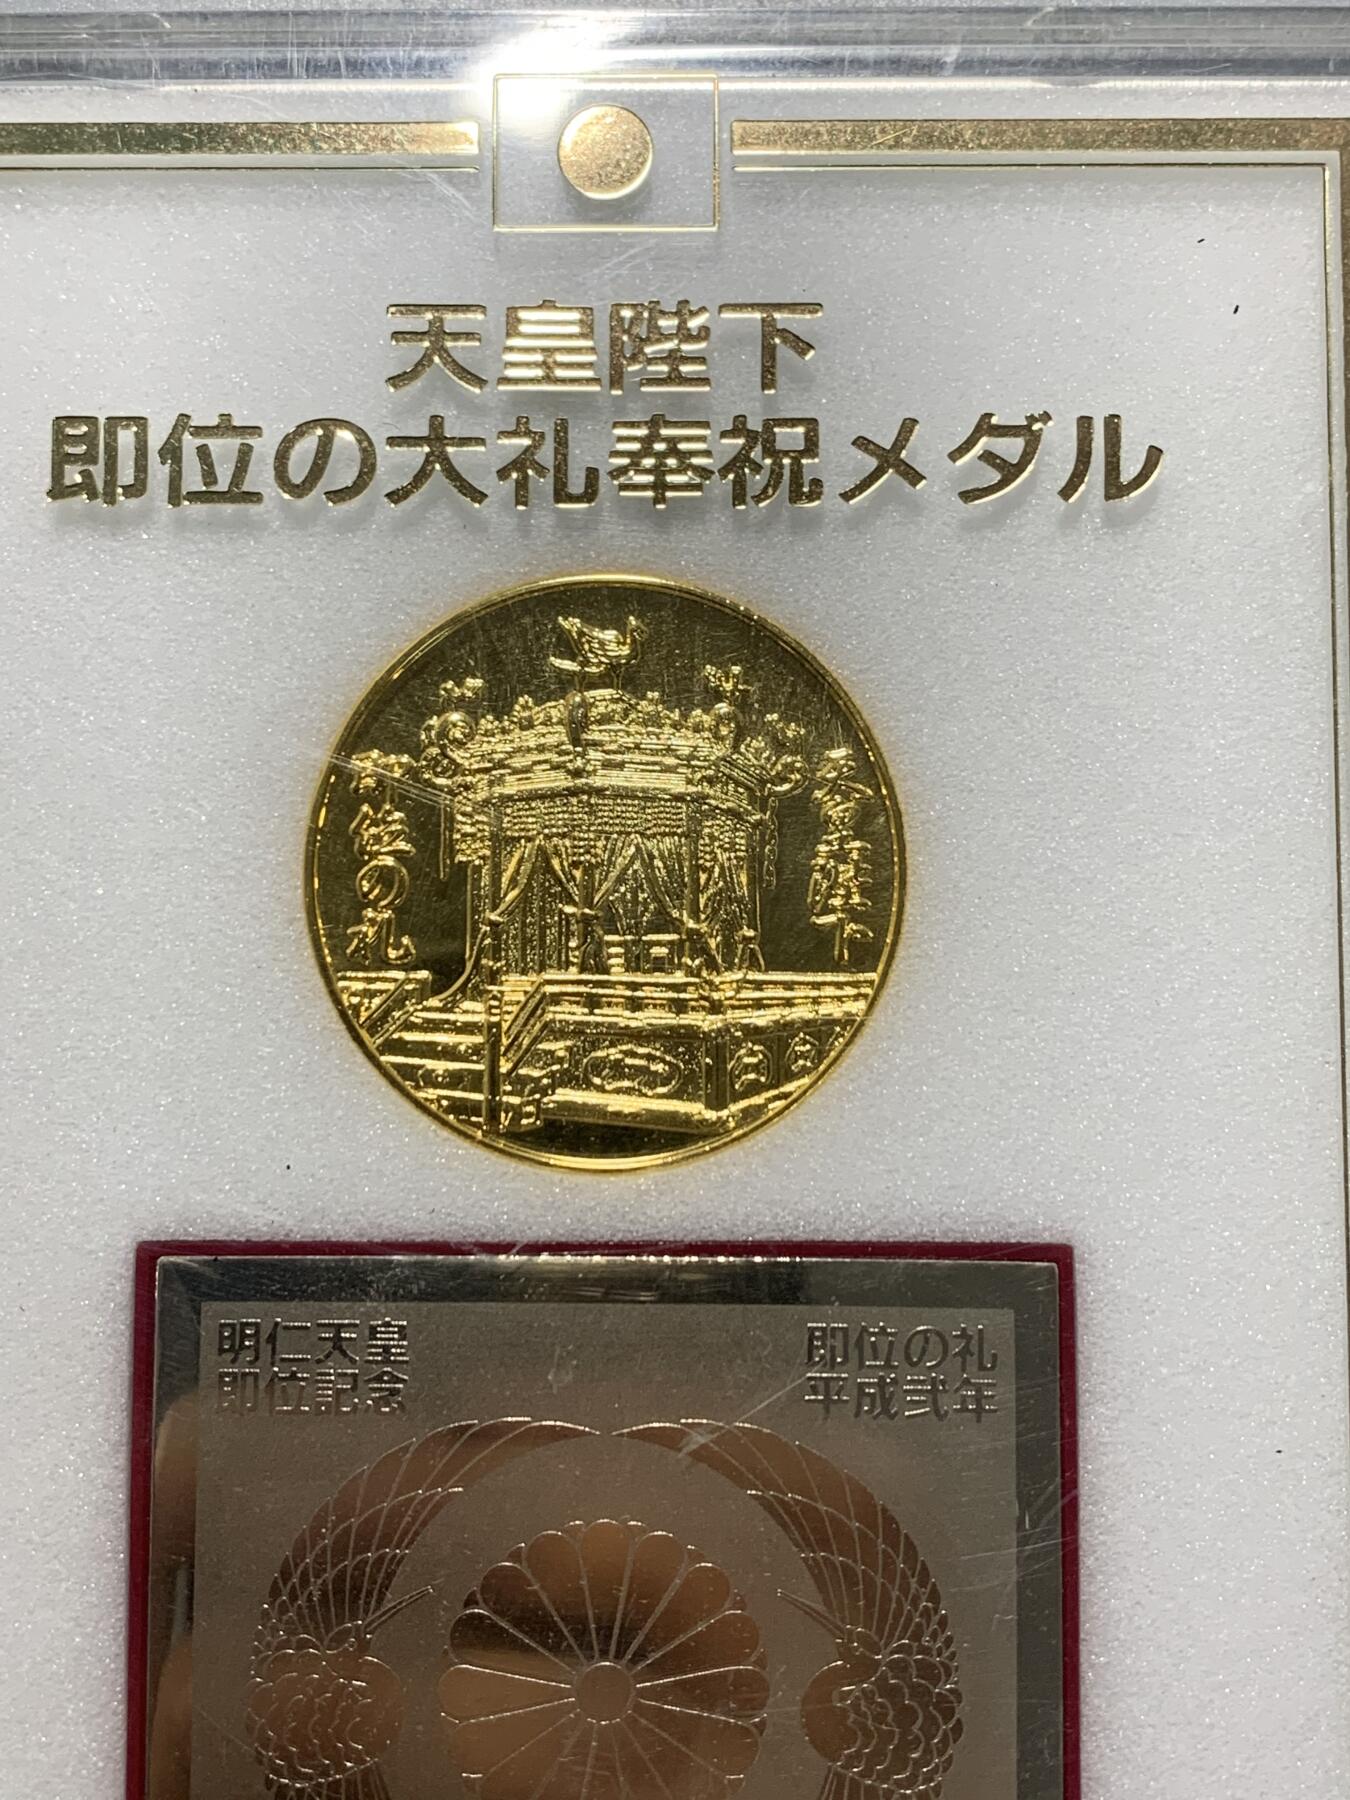 天皇陛下
即位の大礼奉祝メダル
天皇陛下
即位の礼
明仁天皇
即位記念
即位の礼
平成弐年